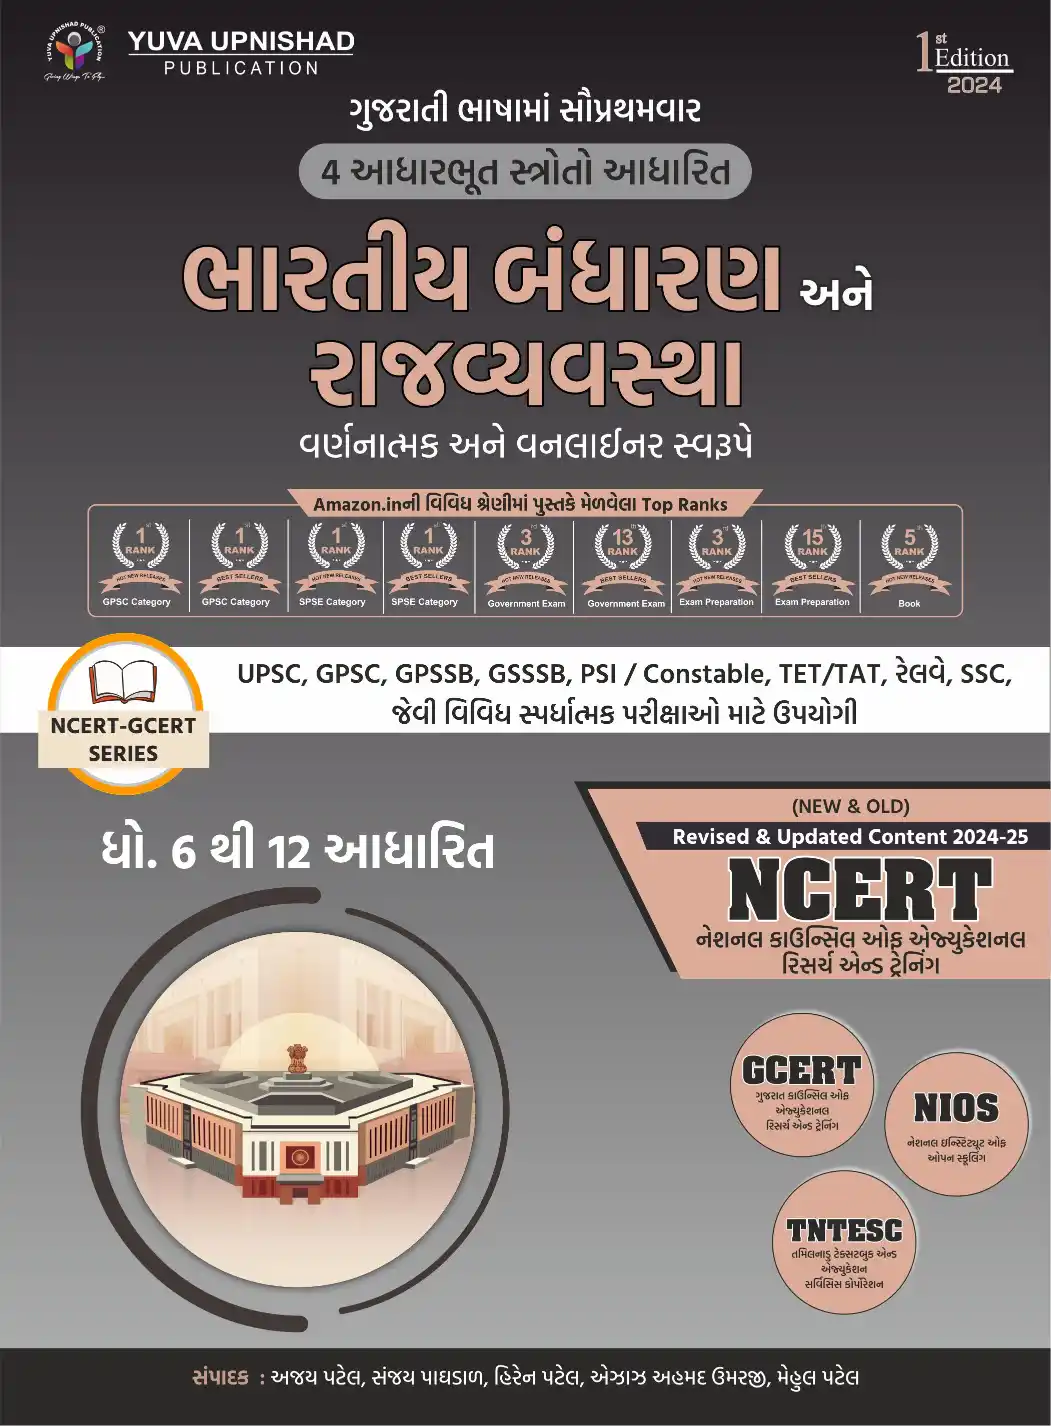 YUVA UPNISHAD PUBLICATION
®
Giving Wings To Fly...
YUVA UPNISHAD
PUBLICATION
1st Edition
2024
ગુજરાતી ભાષામાં સૌપ્રથમવાર
4 આધારભૂત સ્ત્રોતો આધારિત
ભારતીય બંધારણ અને
રાજવ્યવસ્થા
વર્ણનાત્મક અને વનલાઈનર સ્વરૂપે
Amazon.inની વિવિધ શ્રેણીમાં પુસ્તકે મેળવેલા Top Ranks
1st RANK HOT NEW RELEASES GPSC Category
1st RANK BEST SELLERS GPSC Category
1st RANK HOT NEW RELEASES SPSE Category
1st RANK BEST SELLERS SPSE Category
3rd RANK HOT NEW RELEASES Government Exam
13th RANK BEST SELLERS Government Exam
3rd RANK HOT NEW RELEASES Exam Preparation
15th RANK BEST SELLERS Exam Preparation
5th RANK HOT NEW RELEASES Book
UPSC, GPSC, GPSSB, GSSSB, PSI / Constable, TET/TAT, રેલવે, SSC,
જેવી વિવિધ સ્પર્ધાત્મક પરીક્ષાઓ માટે ઉપયોગી
NCERT-GCERT
SERIES
ધો. 6 થી 12 આધારિત
(NEW & OLD)
Revised & Updated Content 2024-25
NCERT
નેશનલ કાઉન્સિલ ઓફ એજ્યુકેશનલ
રિસર્ચ એન્ડ ટ્રેનિંગ
GCERT
ગુજરાત કાઉન્સિલ ઓફ
એજ્યુકેશનલ
રિસર્ચ એન્ડ ટ્રેનિંગ
NIOS
નેશનલ ઇન્સ્ટિટ્યૂટ ઓફ
ઓપન સ્કૂલિંગ
TNTESC
તમિલનાડુ ટેક્સટબુક એન્ડ
એજ્યુકેશન
સર્વિસિસ કોર્પોરેશન
સંપાદક : અજય પટેલ, સંજય પાઘડાળ, હિરેન પટેલ, એઝાઝ અહમદ ઉમરજી, મેહુલ પટેલ